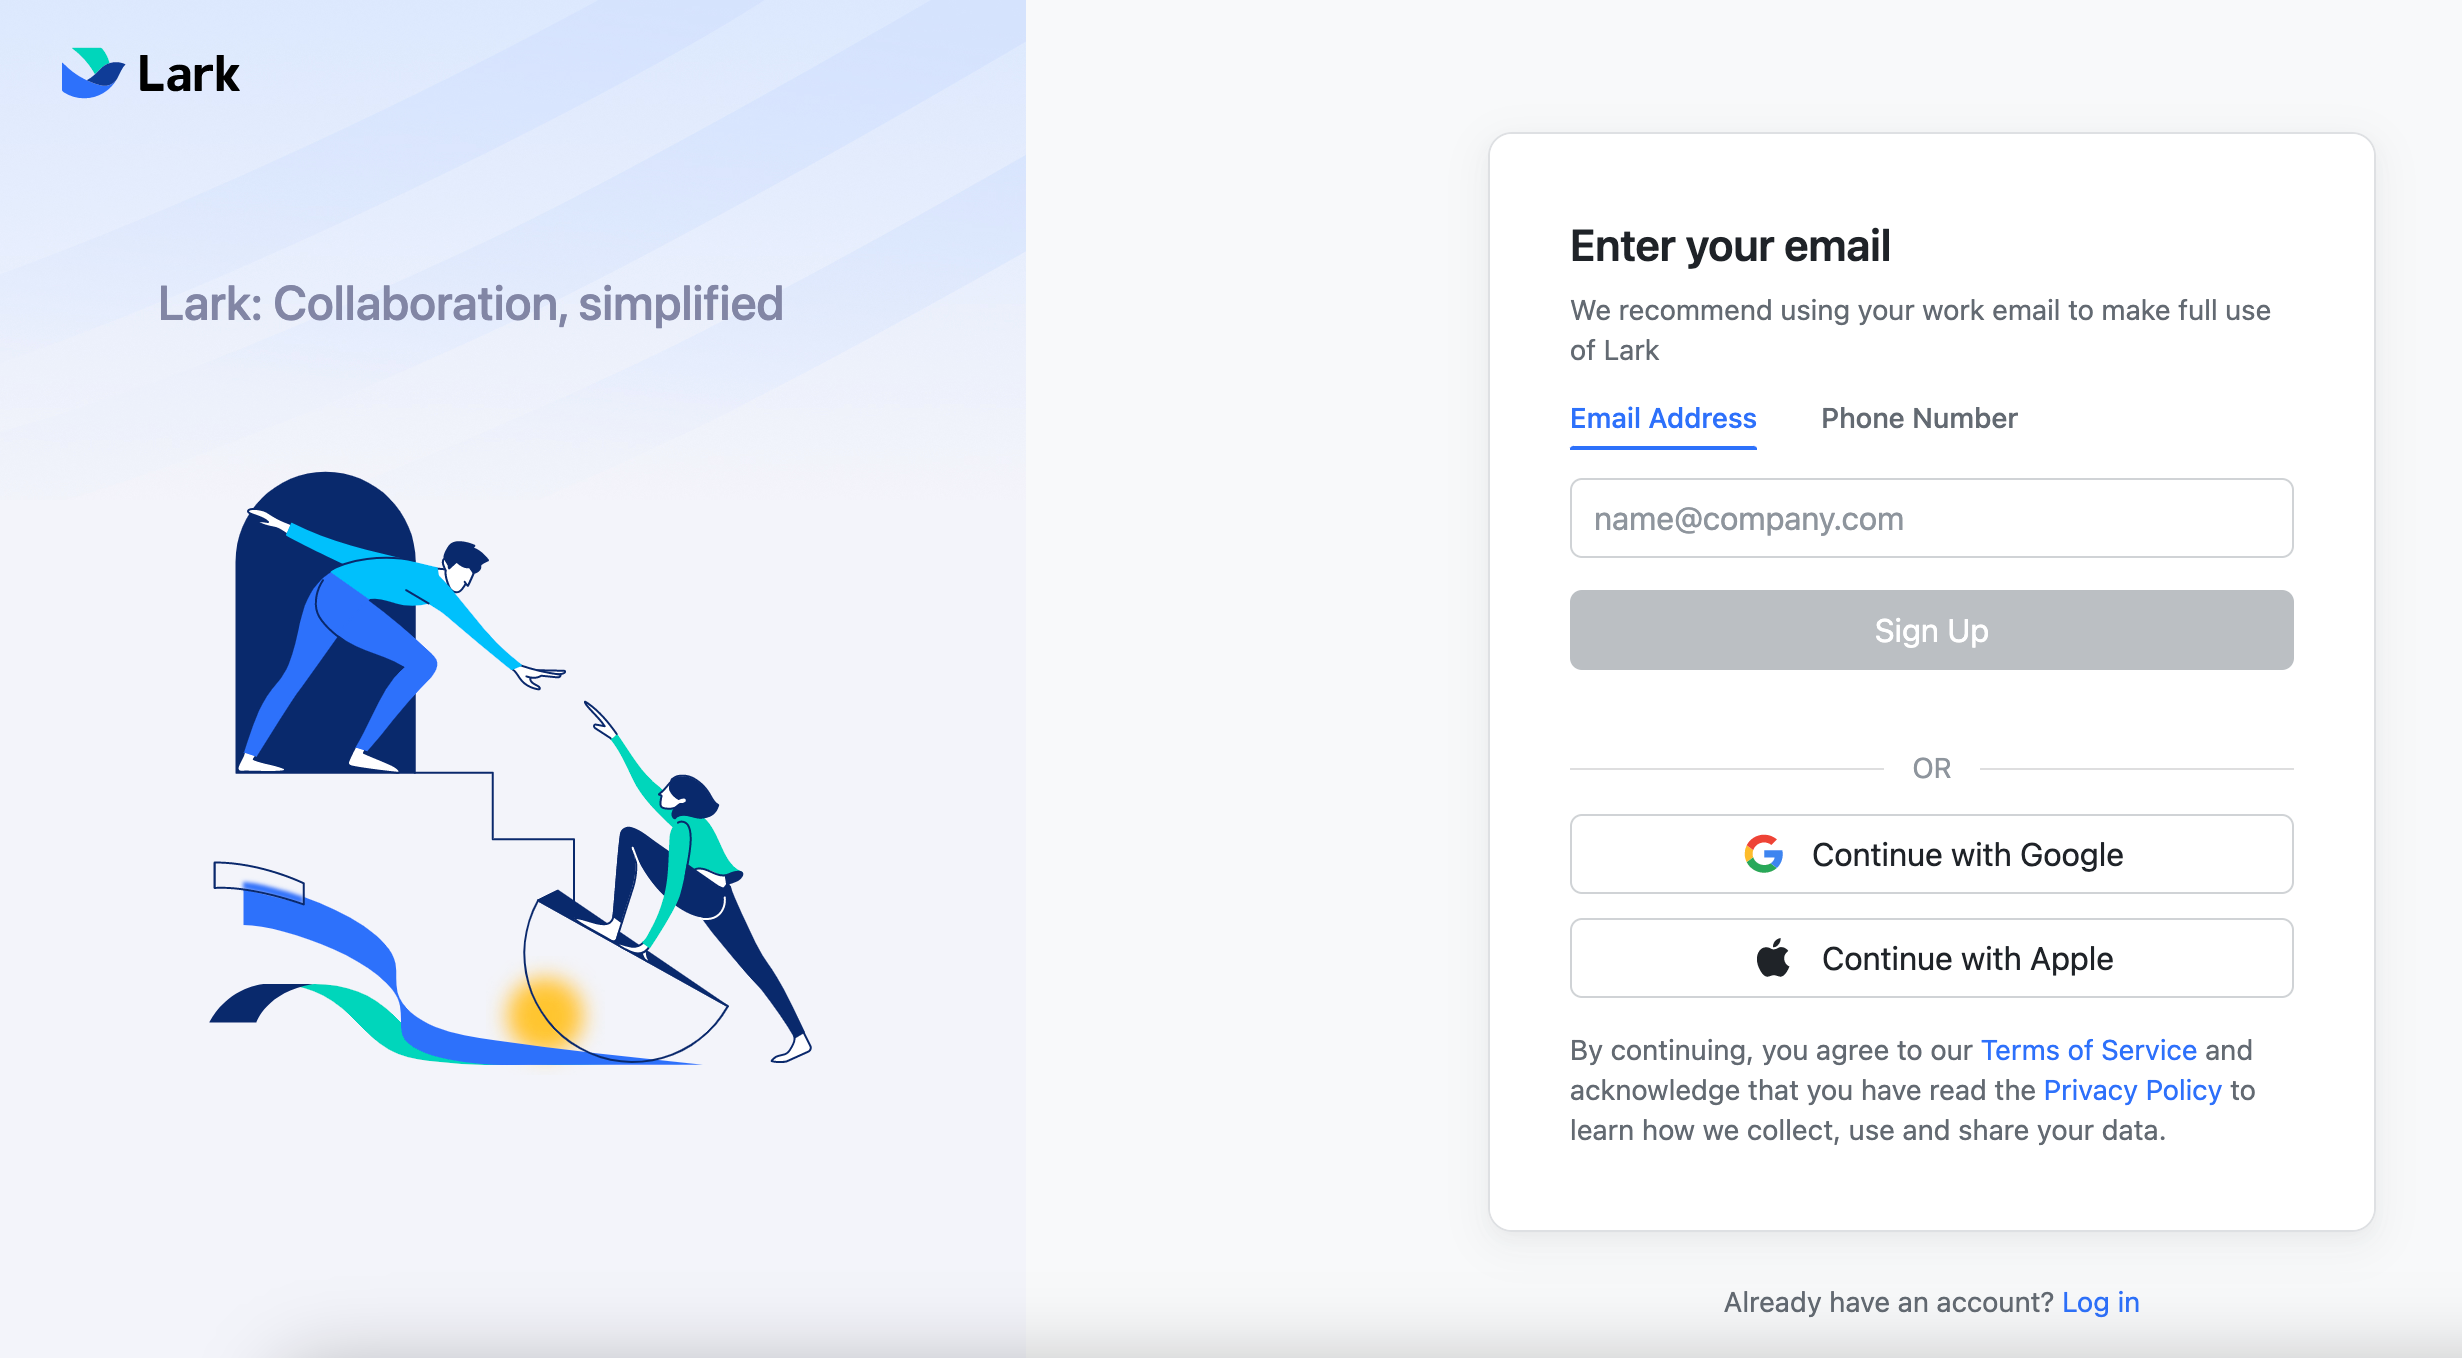 Lark
Lark: Collaboration, simplified
Enter your email
We recommend using your work email to make full use
of Lark
Email Address
Phone Number
name@company.com
Sign Up
OR
Continue with Google
Continue with Apple
By continuing, you agree to our Terms of Service and
acknowledge that you have read the Privacy Policy to
learn how we collect, use and share your data.
Already have an account? Log in